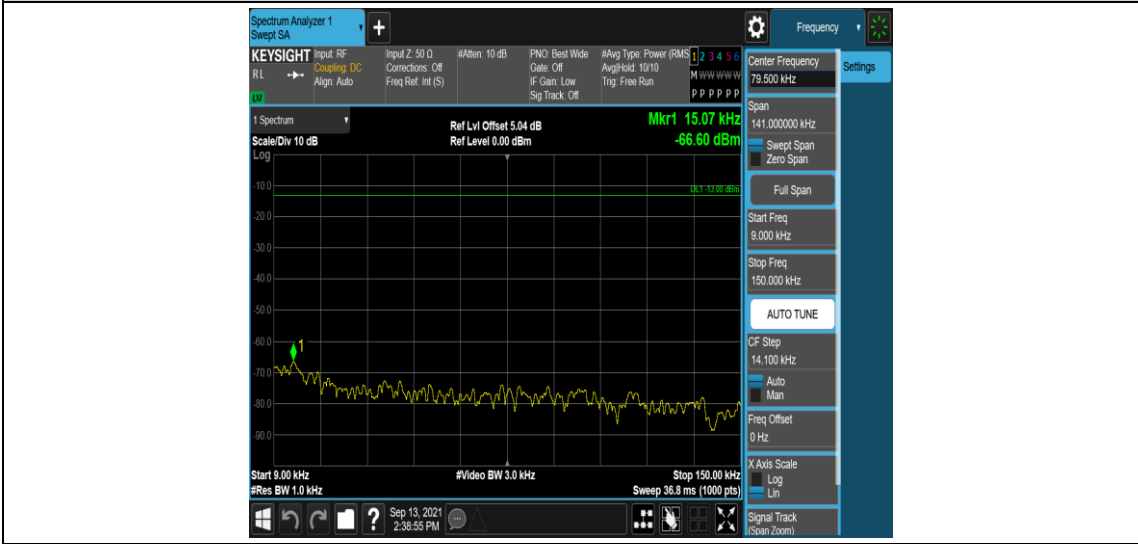 Spectrum Analyzer 1
Swept SA
+
Frequency
KEYSIGHT
RL
LM
Input: RF
Coupling: DC
Align: Auto
Input Z: 50 Ω
Corrections: Off
Freq Ref: Int (S)
#Atten: 10 dB
PNO: Best Wide
Gate: Off
IF Gain: Low
Sig Track: Off
#Avg Type: Power (RMS
Avg|Hold: 10/10
Trig: Free Run
1 2 3 4 5 6
M W W W W W
P P P P P P
1 Spectrum
Scale/Div 10 dB
Ref Lvl Offset 5.04 dB
Ref Level 0.00 dBm
Mkr1 15.07 kHz
-66.60 dBm
Log
DL1 -13.00 dBm
-10.0
-20.0
-30.0
-40.0
-50.0
-60.0
-70.0
-80.0
-90.0
1
Start 9.00 kHz
#Res BW 1.0 kHz
#Video BW 3.0 kHz
Stop 150.00 kHz
Sweep 36.8 ms (1000 pts)
?
Sep 13, 2021
2:38:55 PM
Center Frequency
79.500 kHz
Span
141.000000 kHz
Swept Span
Zero Span
Full Span
Start Freq
9.000 kHz
Stop Freq
150.000 kHz
AUTO TUNE
CF Step
14.100 kHz
Auto
Man
Freq Offset
0 Hz
X Axis Scale
Log
Lin
Signal Track
(Span Zoom)
Settings